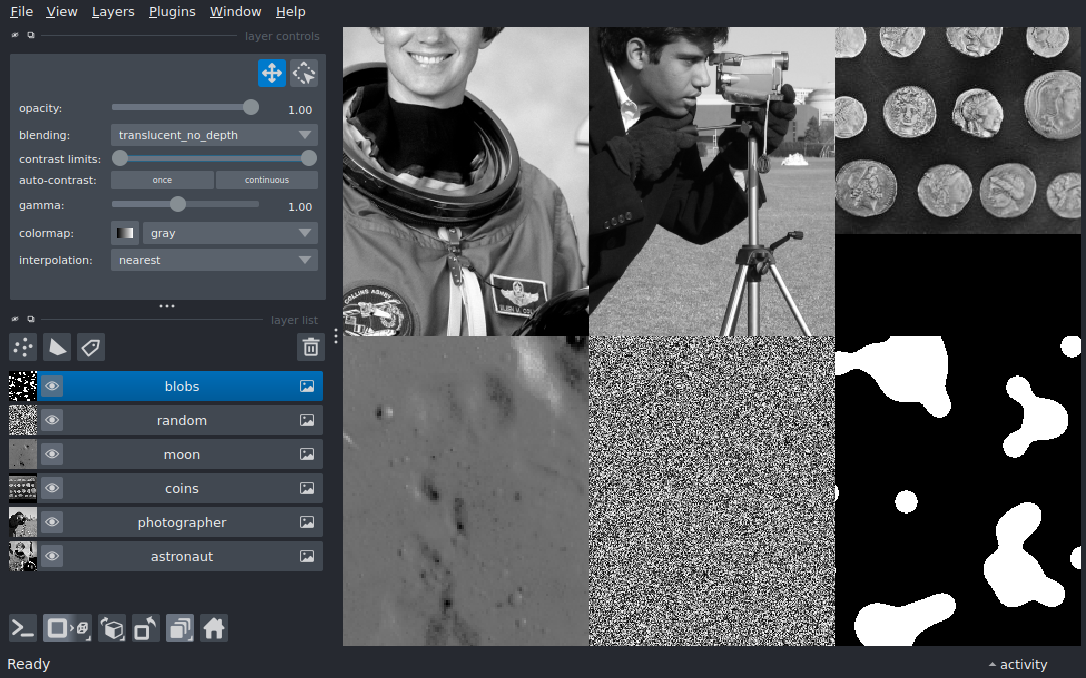 File View Layers Plugins Window Help
layer controls
opacity: 1.00
blending: translucent_no_depth
contrast limits:
auto-contrast: once continuous
gamma: 1.00
colormap: gray
interpolation: nearest
layer list
blobs
random
moon
coins
photographer
astronaut
Ready
activity
COLLINS